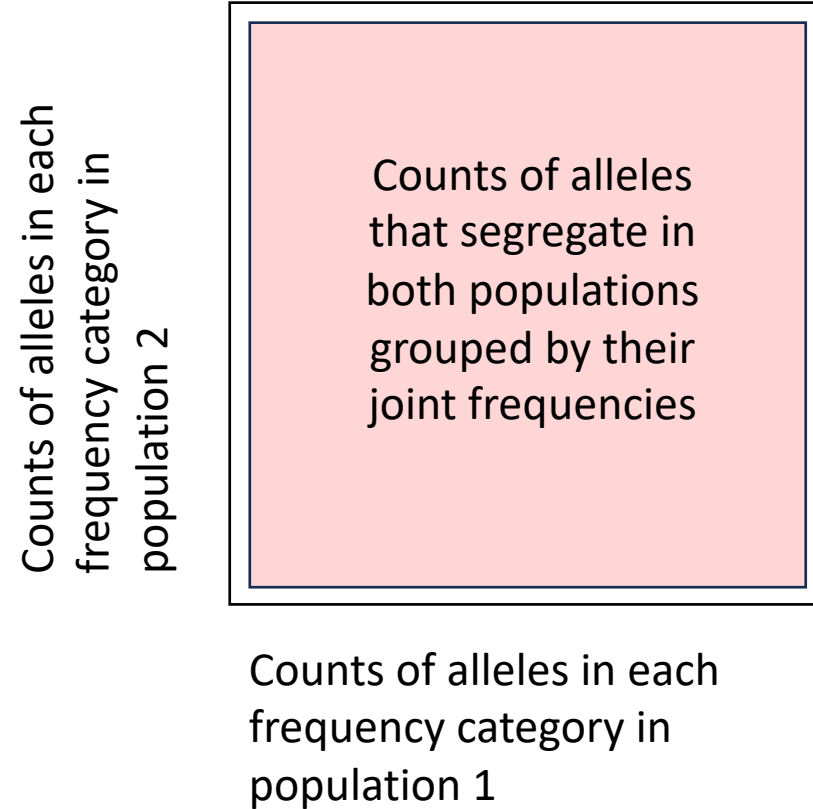 Counts of alleles in each
frequency category in
population 2
Counts of alleles
that segregate in
both populations
grouped by their
joint frequencies
Counts of alleles in each
frequency category in
population 1